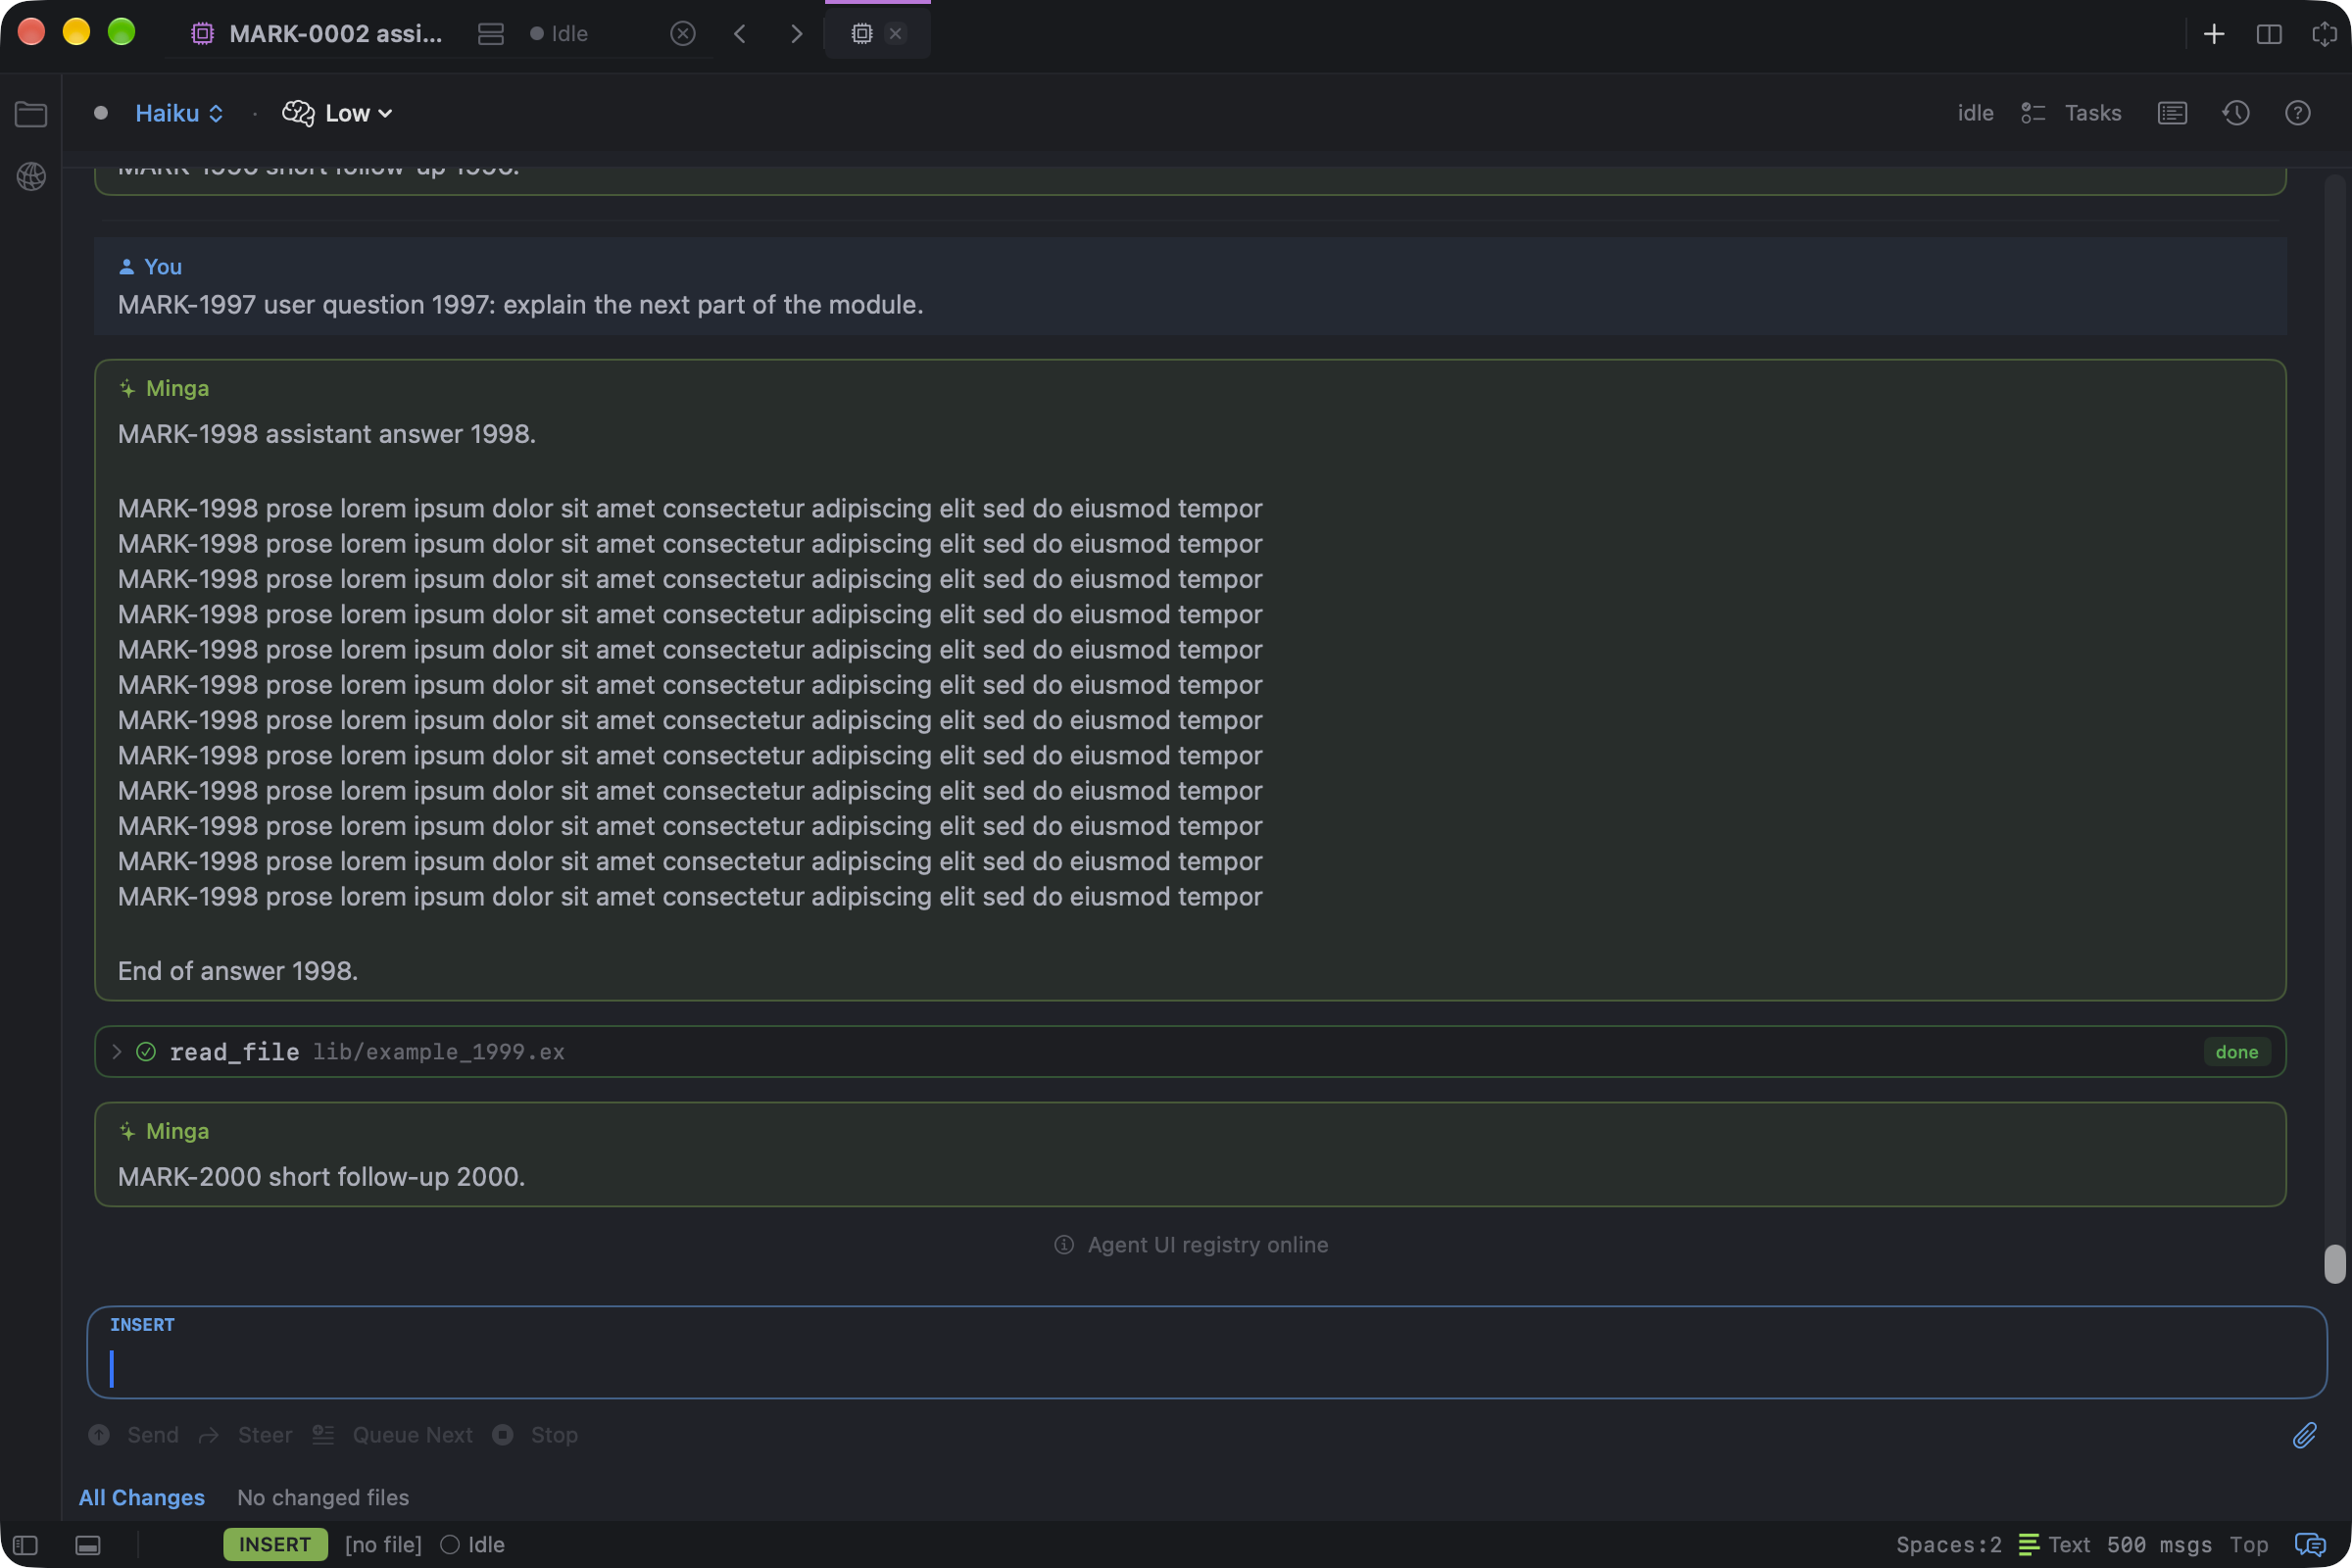 MARK-0002 assi...
Idle
Haiku
·
Low
idle
Tasks
MARK-1996 short follow-up 1996.
You
MARK-1997 user question 1997: explain the next part of the module.
Minga
MARK-1998 assistant answer 1998.
MARK-1998 prose lorem ipsum dolor sit amet consectetur adipiscing elit sed do eiusmod tempor
MARK-1998 prose lorem ipsum dolor sit amet consectetur adipiscing elit sed do eiusmod tempor
MARK-1998 prose lorem ipsum dolor sit amet consectetur adipiscing elit sed do eiusmod tempor
MARK-1998 prose lorem ipsum dolor sit amet consectetur adipiscing elit sed do eiusmod tempor
MARK-1998 prose lorem ipsum dolor sit amet consectetur adipiscing elit sed do eiusmod tempor
MARK-1998 prose lorem ipsum dolor sit amet consectetur adipiscing elit sed do eiusmod tempor
MARK-1998 prose lorem ipsum dolor sit amet consectetur adipiscing elit sed do eiusmod tempor
MARK-1998 prose lorem ipsum dolor sit amet consectetur adipiscing elit sed do eiusmod tempor
MARK-1998 prose lorem ipsum dolor sit amet consectetur adipiscing elit sed do eiusmod tempor
MARK-1998 prose lorem ipsum dolor sit amet consectetur adipiscing elit sed do eiusmod tempor
MARK-1998 prose lorem ipsum dolor sit amet consectetur adipiscing elit sed do eiusmod tempor
MARK-1998 prose lorem ipsum dolor sit amet consectetur adipiscing elit sed do eiusmod tempor
End of answer 1998.
read_file lib/example_1999.ex
done
Minga
MARK-2000 short follow-up 2000.
Agent UI registry online
INSERT
Send Steer Queue Next Stop
All Changes No changed files
INSERT [no file] Idle
Spaces:2 Text 500 msgs Top